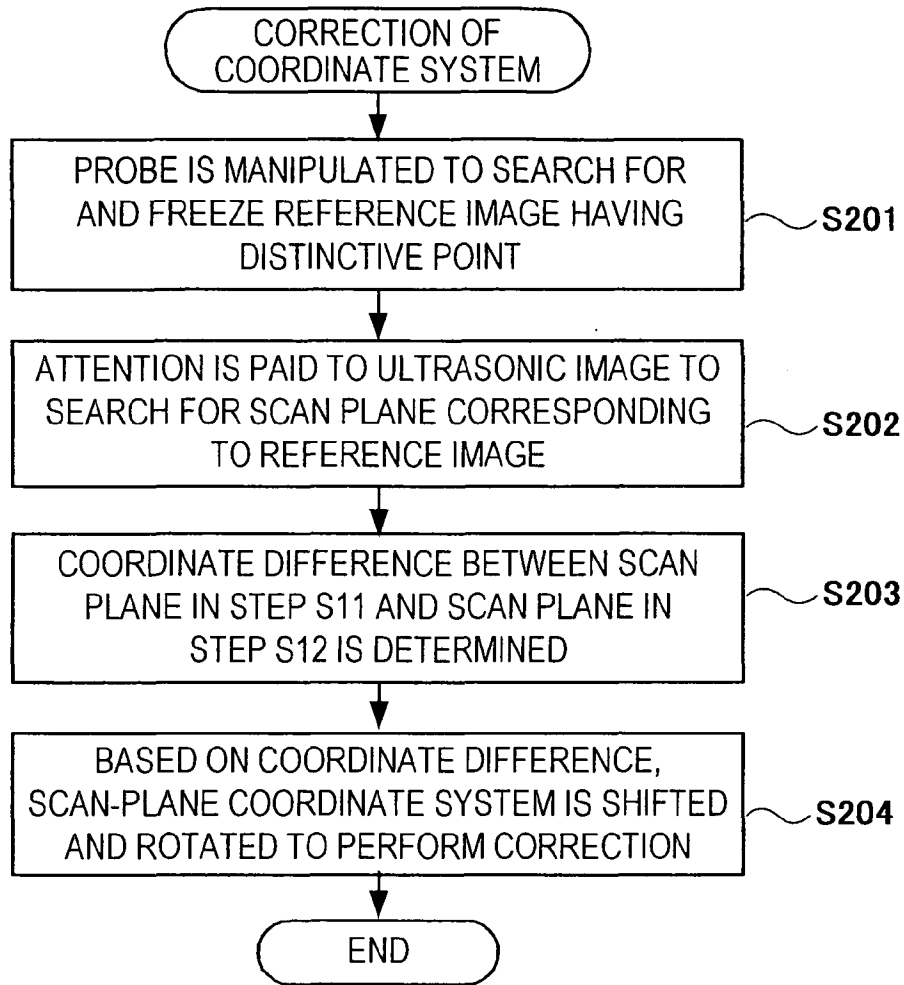 CORRECTION OF
COORDINATE SYSTEM
PROBE IS MANIPULATED TO SEARCH FOR
AND FREEZE REFERENCE IMAGE HAVING
DISTINCTIVE POINT
S201
ATTENTION IS PAID TO ULTRASONIC IMAGE TO
SEARCH FOR SCAN PLANE CORRESPONDING
TO REFERENCE IMAGE
S202
COORDINATE DIFFERENCE BETWEEN SCAN
PLANE IN STEP S11 AND SCAN PLANE IN
STEP S12 IS DETERMINED
S203
BASED ON COORDINATE DIFFERENCE,
SCAN-PLANE COORDINATE SYSTEM IS SHIFTED
AND ROTATED TO PERFORM CORRECTION
S204
END